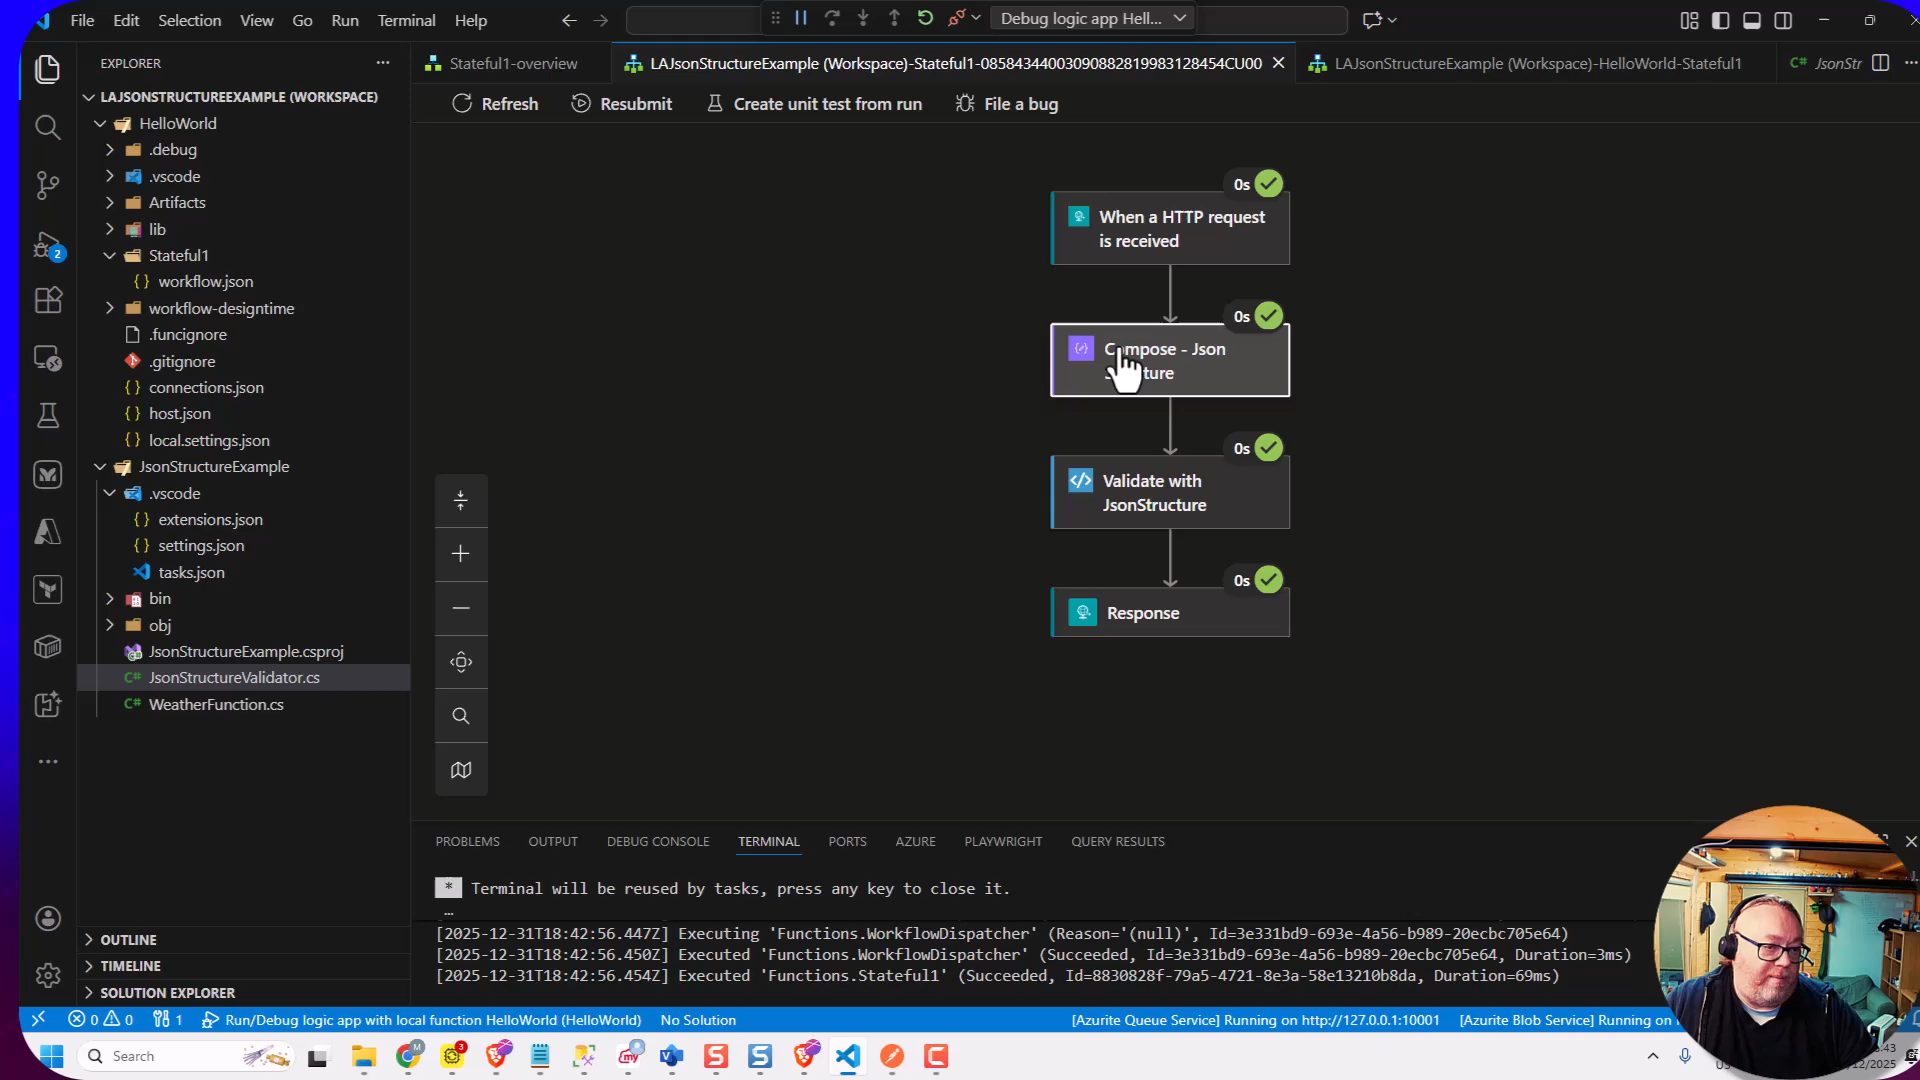 File Edit Selection View Go Run Terminal Help
Debug logic app Hell...
EXPLORER
Stateful1-overview
LAJsonStructureExample (Workspace)-Stateful1-08584344003090882819983128454CU00
LAJsonStructureExample (Workspace)-HelloWorld-Stateful1
C# JsonStr
LAJSONSTRUCTUREEXAMPLE (WORKSPACE)
Refresh
Resubmit
Create unit test from run
File a bug
HelloWorld
.debug
.vscode
Artifacts
lib
Stateful1
{} workflow.json
workflow-designtime
.funcignore
.gitignore
{} connections.json
{} host.json
{} local.settings.json
JsonStructureExample
.vscode
{} extensions.json
{} settings.json
tasks.json
bin
obj
JsonStructureExample.csproj
C# JsonStructureValidator.cs
C# WeatherFunction.cs
2
0s
When a HTTP request
is received
0s
Compose - Json
ture
0s
Validate with
JsonStructure
0s
Response
OUTLINE
TIMELINE
SOLUTION EXPLORER
PROBLEMS OUTPUT DEBUG CONSOLE TERMINAL PORTS AZURE PLAYWRIGHT QUERY RESULTS
* Terminal will be reused by tasks, press any key to close it.
...
[2025-12-31T18:42:56.447Z] Executing 'Functions.WorkflowDispatcher' (Reason='(null)', Id=3e331bd9-693e-4a56-b989-20ecbc705e64)
[2025-12-31T18:42:56.450Z] Executed 'Functions.WorkflowDispatcher' (Succeeded, Id=3e331bd9-693e-4a56-b989-20ecbc705e64, Duration=3ms)
[2025-12-31T18:42:56.454Z] Executed 'Functions.Stateful1' (Succeeded, Id=8830828f-79a5-4721-8e3a-58e13210b8da, Duration=69ms)
0 0 1 Run/Debug logic app with local function HelloWorld (HelloWorld) No Solution
[Azurite Queue Service] Running on http://127.0.0.1:10001 [Azurite Blob Service] Running on
Search